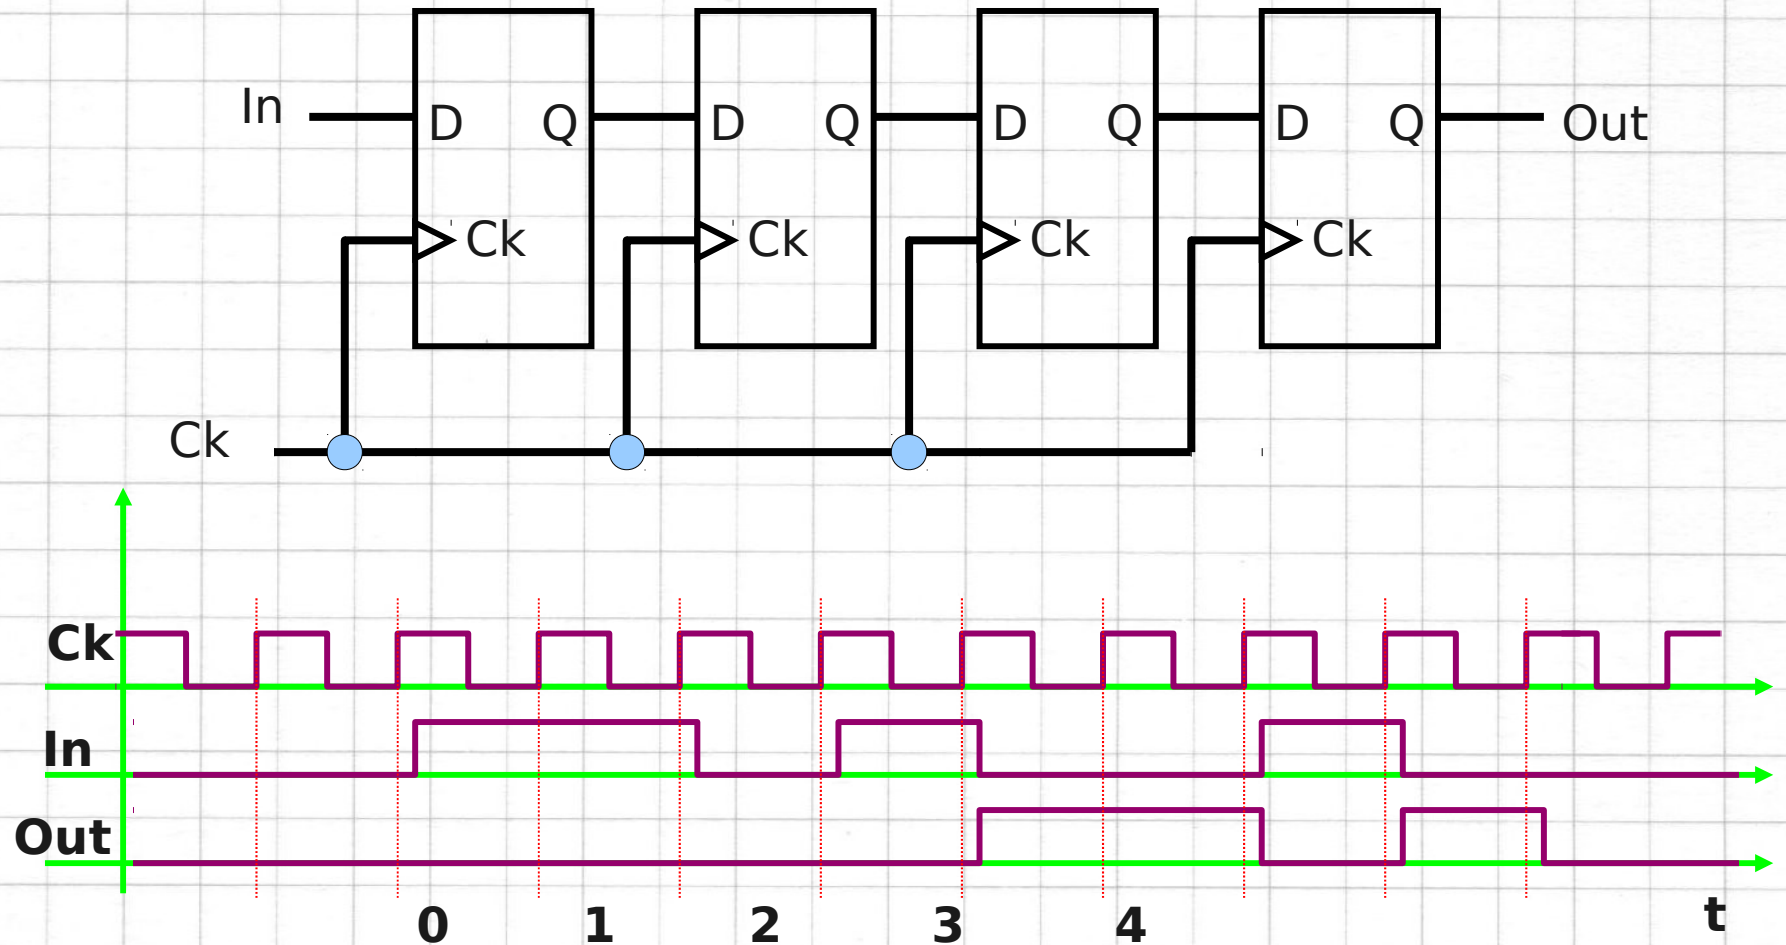 In D Q D Q D Q D Q Out
Ck Ck Ck Ck
Ck
Ck
In
Out
0 1 2 3 4 t